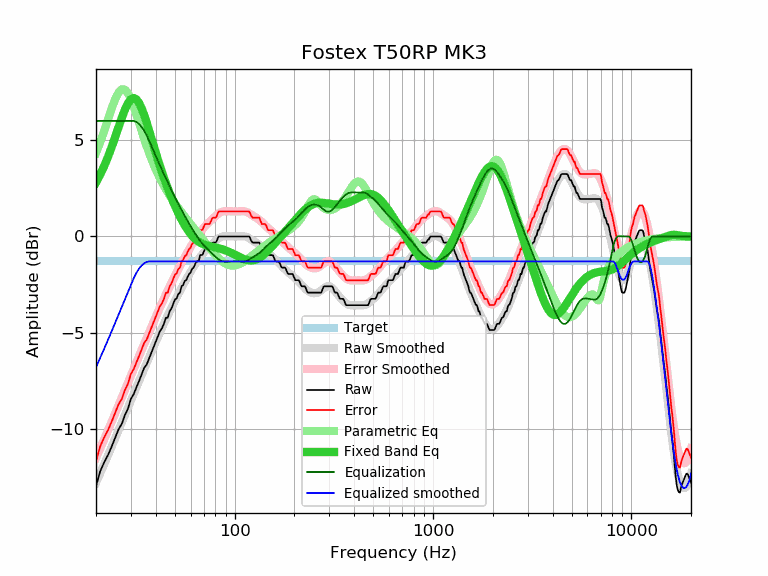 Fostex T50RP MK3
Amplitude (dBr)
5
0
−5
−10
Target
Raw Smoothed
Error Smoothed
Raw
Error
Parametric Eq
Fixed Band Eq
Equalization
Equalized smoothed
100
1000
10000
Frequency (Hz)